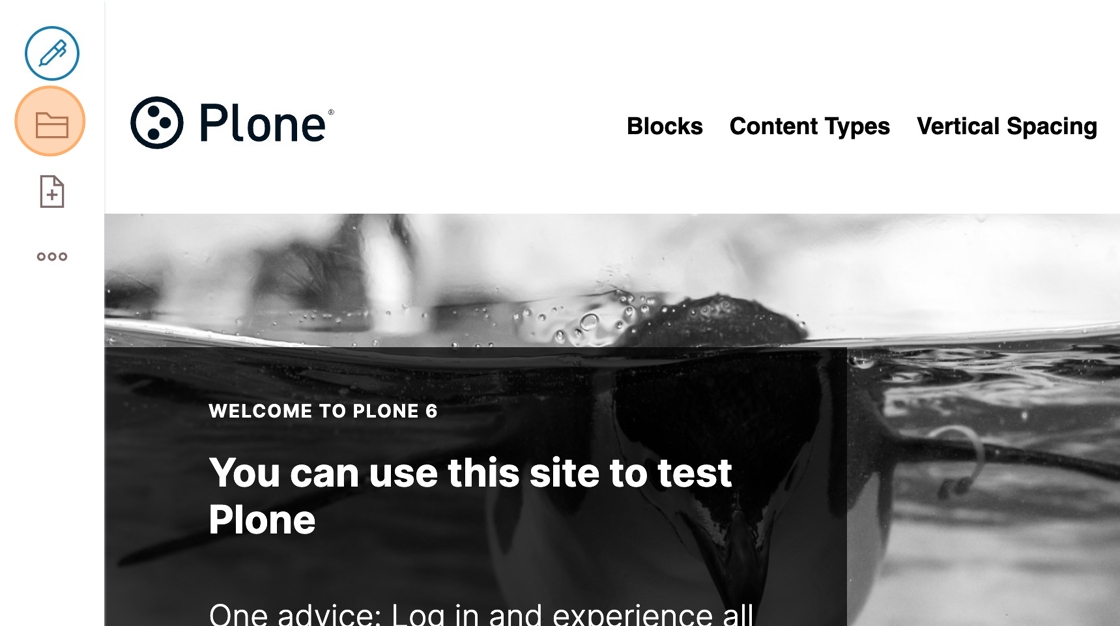 Plone®
Blocks Content Types Vertical Spacing
WELCOME TO PLONE 6
You can use this site to test
Plone
One advice: Log in and experience all